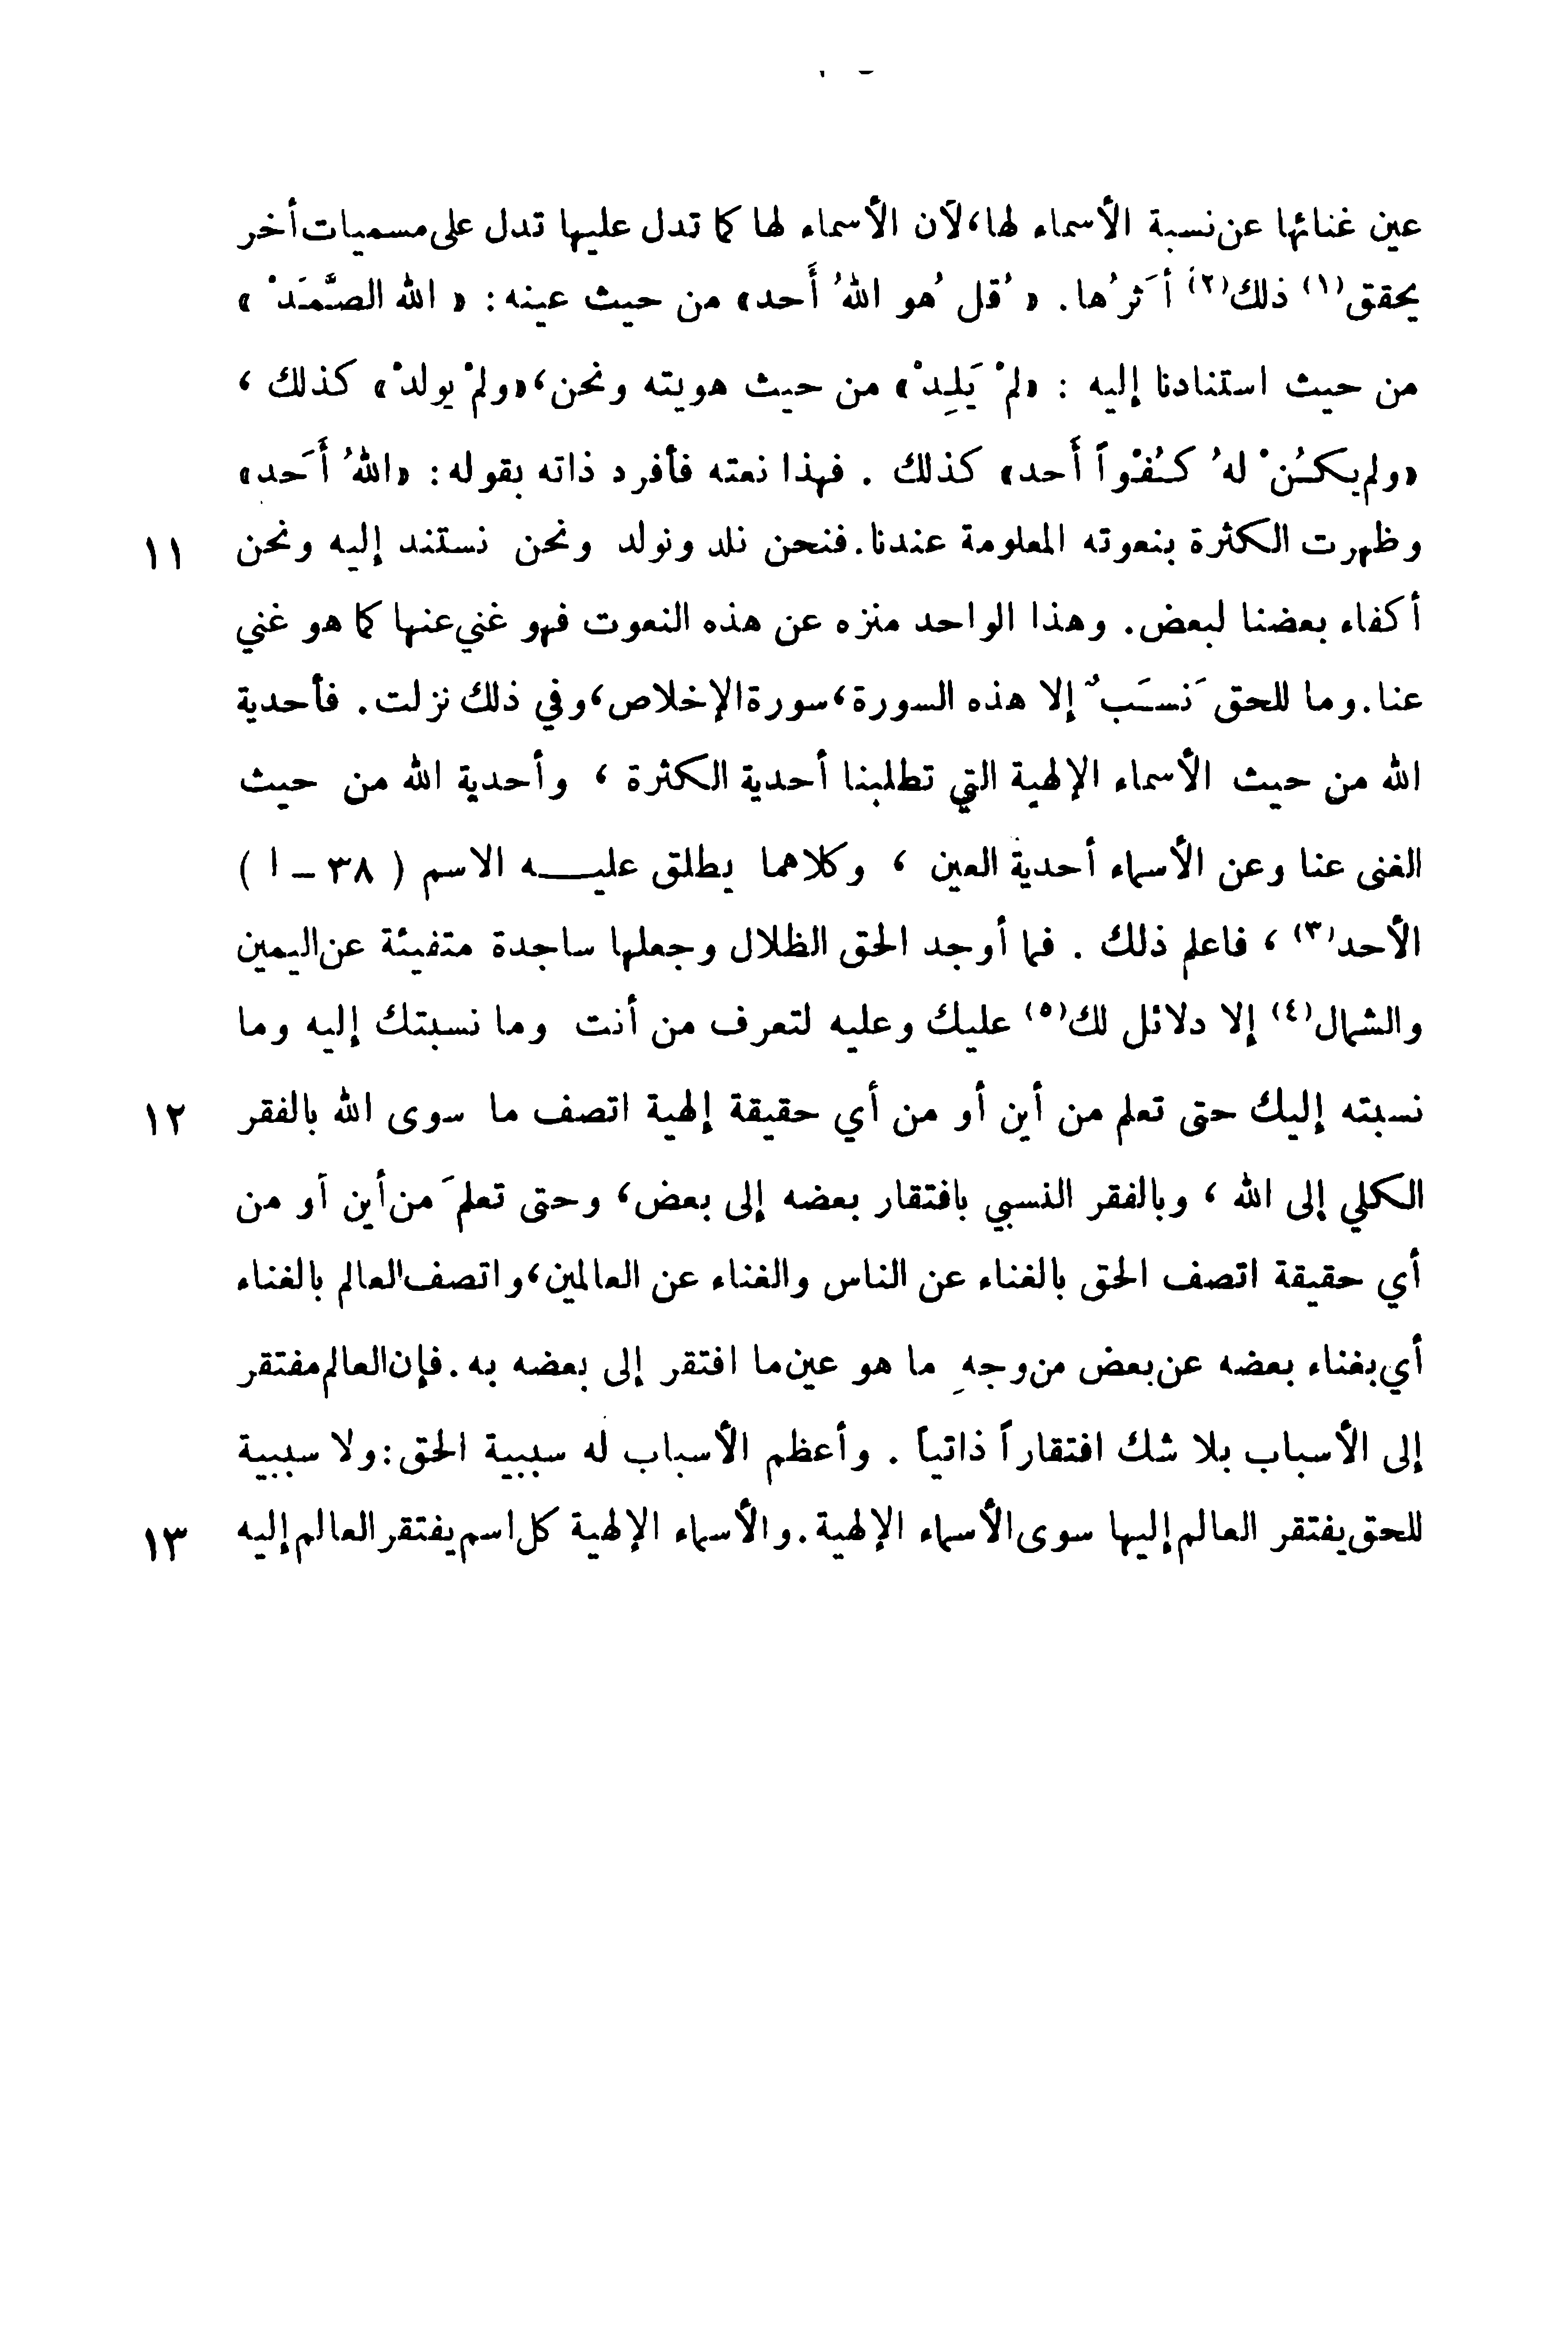 عين غنائها عن نسبة الأسماء لها، لأن الأسماء لها كما تدل عليها تدل على مسميات أخر
يحقق(١) ذلك(٢) أَثرُها. «قُل هُو اللهُ أَحد» من حيث عينه: «الله الصَّمَدْ»
من حيث استنادنا إليه : «لمْ يَلِدْ» من حيث هويته ونحن، «ولمْ يولدْ» كذلك ،
«ولم يكُنْ لهُ كُفْواً أَحد» كذلك . فهذا نعته فأفرد ذاته بقوله: «اللهُ أَحَد»
وظهرت الكثرة بنعوته المعلومة عندنا. فنحن نلد ونولد ونحن نستند إليه ونحن ١١
أكفاء بعضنا لبعض. وهذا الواحد منزه عن هذه النعوت فهو غني عنها كما هو غني
عنا. وما للحق نَسَبٌ إلا هذه السورة، سورة الإخلاص، وفي ذلك نزلت. فأحدية
الله من حيث الأسماء الإلهية التي تطلبنا أحدية الكثرة ، وأحدية الله من حيث
الغنى عنا وعن الأسماء أحدية العين ، وكلاهما يطلق عليـــه الاسم ( ٣٨ – ا )
الأحد(٣) ، فاعلم ذلك . فما أوجد الحق الظلال وجعلها ساجدة متفيئة عن اليمين
والشمال(٤) إلا دلائل لك(٥) عليك وعليه لتعرف من أنت وما نسبتك إليه وما
نسبته إليك حتى تعلم من أين أو من أي حقيقة إلهية اتصف ما سوى الله بالفقر ١٢
الكلي إلى الله ، وبالفقر النسبي بافتقار بعضه إلى بعض، وحتى تعلمَ من أين أو من
أي حقيقة اتصف الحق بالغناء عن الناس والغناء عن العالمين، واتصف العالم بالغناء
أي بغناء بعضه عن بعض من وجهِ ما هو عين ما افتقر إلى بعضه به. فإن العالم مفتقر
إلى الأسباب بلا شك افتقاراً ذاتياً . وأعظم الأسباب له سببية الحق: ولا سببية
للحق يفتقر العالم إليها سوى الأسماء الإلهية. والأسماء الإلهية كل اسم يفتقر العالم إليه ١٣